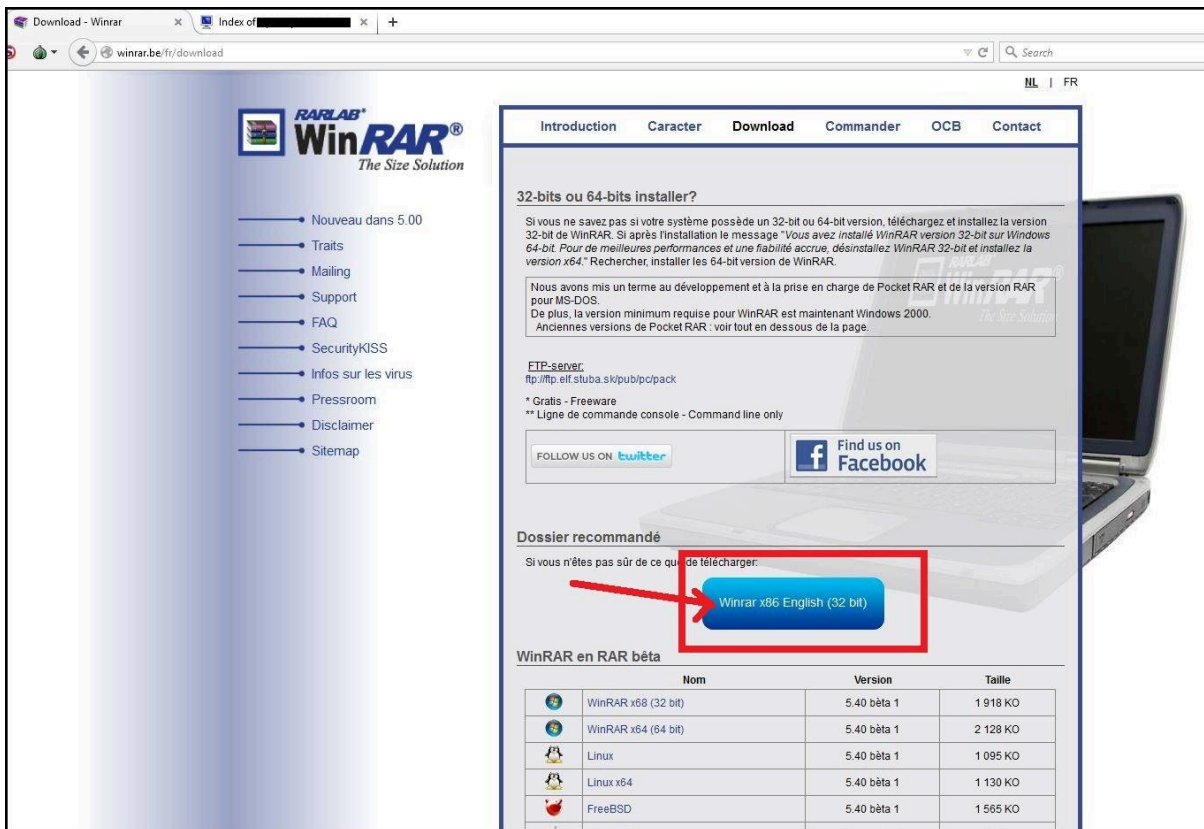 Download - Winrar
Index of
winrar.be/fr/download
Search
NL | FR
RARLAB®
WinRAR®
The Size Solution
Introduction Caracter Download Commander OCB Contact
Nouveau dans 5.00
Traits
Mailing
Support
FAQ
SecurityKISS
Infos sur les virus
Pressroom
Disclaimer
Sitemap
32-bits ou 64-bits installer?
Si vous ne savez pas si votre système possède un 32-bit ou 64-bit version, téléchargez et installez la version
32-bit de WinRAR. Si après l'installation le message "Vous avez installé WinRAR version 32-bit sur Windows
64-bit. Pour de meilleures performances et une fiabilité accrue, désinstallez WinRAR 32-bit et installez la
version x64." Rechercher, installer les 64-bit version de WinRAR.
Nous avons mis un terme au développement et à la prise en charge de Pocket RAR et de la version RAR
pour MS-DOS.
De plus, la version minimum requise pour WinRAR est maintenant Windows 2000.
Anciennes versions de Pocket RAR : voir tout en dessous de la page.
RARLAB
WinRAR®
The Size Solution
FTP-server:
ftp://ftp.elf.stuba.sk/pub/pc/pack
* Gratis - Freeware
** Ligne de commande console - Command line only
FOLLOW US ON twitter
Find us on
Facebook
Dossier recommandé
Si vous n'êtes pas sûr de ce que de télécharger:
Winrar x86 English (32 bit)
WinRAR en RAR bêta
Nom Version Taille
WinRAR x68 (32 bit) 5.40 bèta 1 1 918 KO
WinRAR x64 (64 bit) 5.40 bèta 1 2 128 KO
Linux 5.40 bèta 1 1 095 KO
Linux x64 5.40 bèta 1 1 130 KO
FreeBSD 5.40 bèta 1 1 565 KO